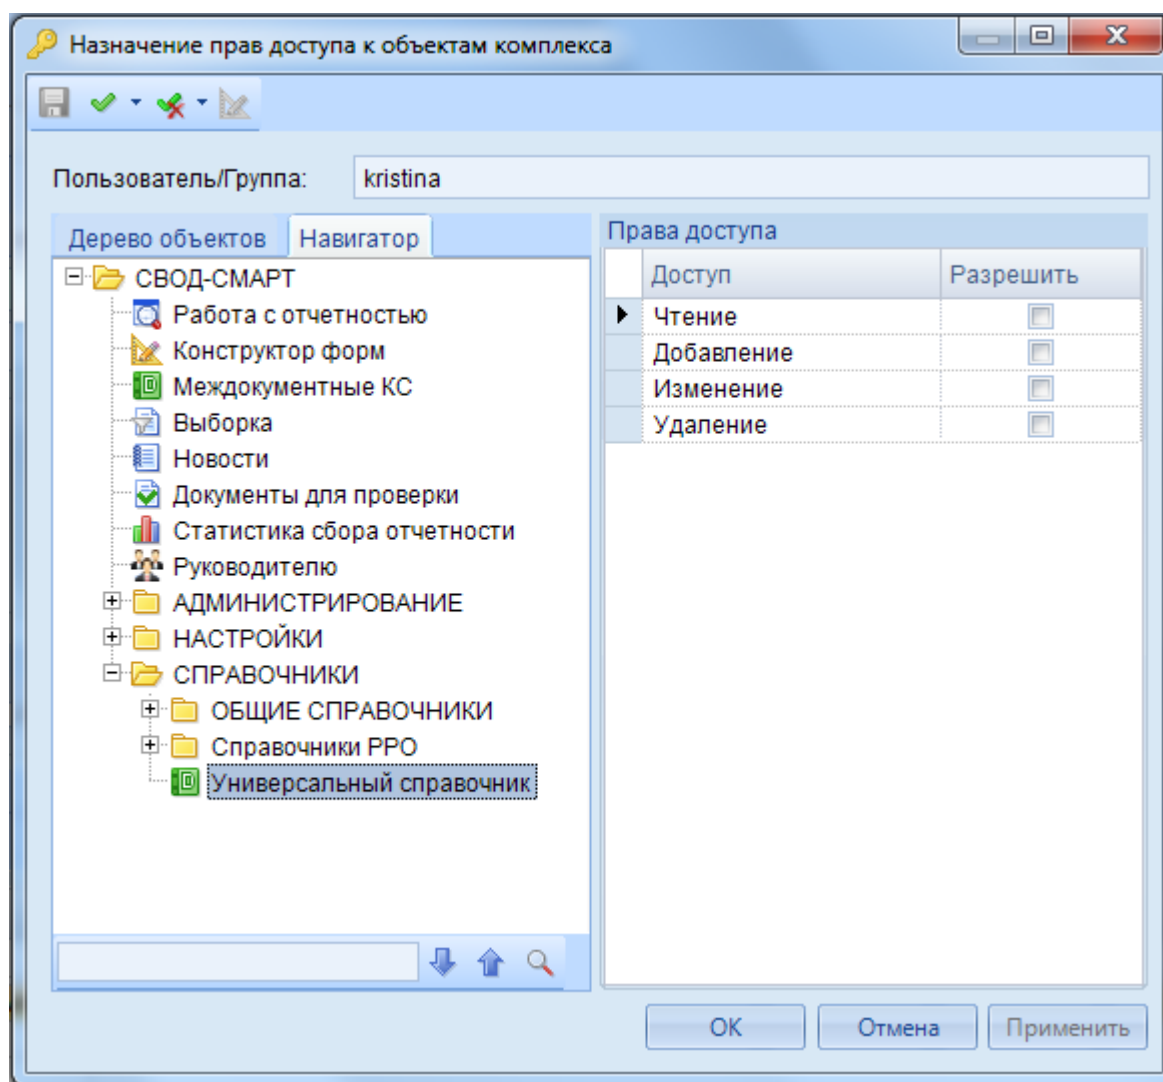 Назначение прав доступа к объектам комплекса
Пользователь/Группа: kristina
Дерево объектов Навигатор
СВОД-СМАРТ
Работа с отчетностью
Конструктор форм
Междокументные КС
Выборка
Новости
Документы для проверки
Статистика сбора отчетности
Руководителю
АДМИНИСТРИРОВАНИЕ
НАСТРОЙКИ
СПРАВОЧНИКИ
ОБЩИЕ СПРАВОЧНИКИ
Справочники РРО
Универсальный справочник
Права доступа
Доступ Разрешить
Чтение
Добавление
Изменение
Удаление
ОК Отмена Применить